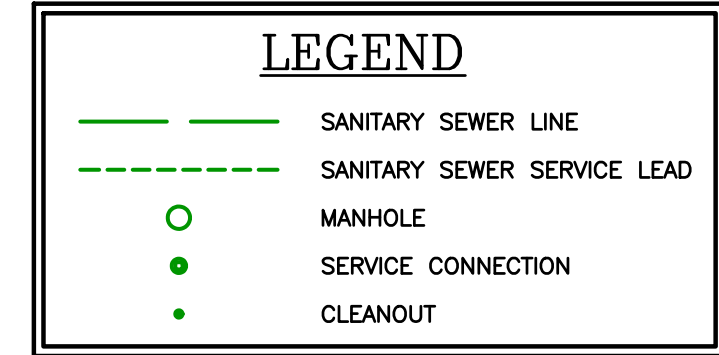 LEGEND
SANITARY SEWER LINE
SANITARY SEWER SERVICE LEAD
MANHOLE
SERVICE CONNECTION
CLEANOUT